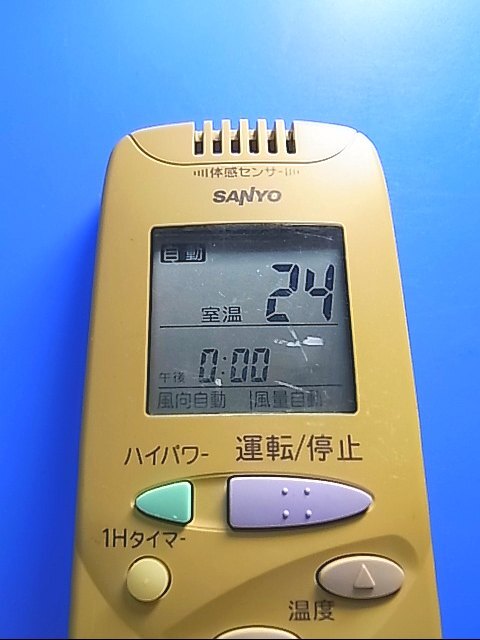 体感センサー
SANYO
自動
室温 24
午後 0:00
風向自動 風量自動
ハイパワー 運転/停止
1Hタイマー
温度